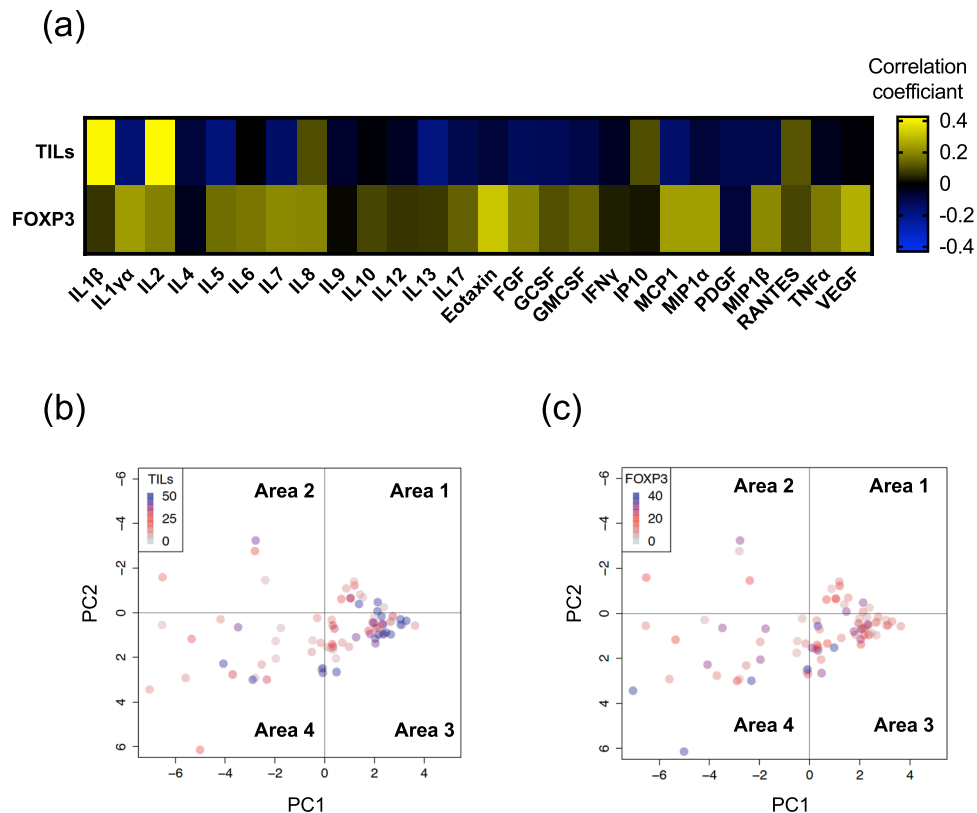 (a)
Correlation
coefficiant
TILs
FOXP3
0.4
0.2
0
-0.2
-0.4
IL1β IL1γα IL2 IL4 IL5 IL6 IL7 IL8 IL9 IL10 IL12 IL13 IL17 Eotaxin FGF GCSF GMCSF IFNγ IP10 MCP1 MIP1α PDGF MIP1β RANTES TNFα VEGF
(b)
TILs
50
25
0
Area 2 Area 1
Area 4 Area 3
PC2
−6
−4
−2
0
2
4
6
−6 −4 −2 0 2 4
PC1
(c)
FOXP3
40
20
0
Area 2 Area 1
Area 4 Area 3
PC2
−6
−4
−2
0
2
4
6
−6 −4 −2 0 2 4
PC1